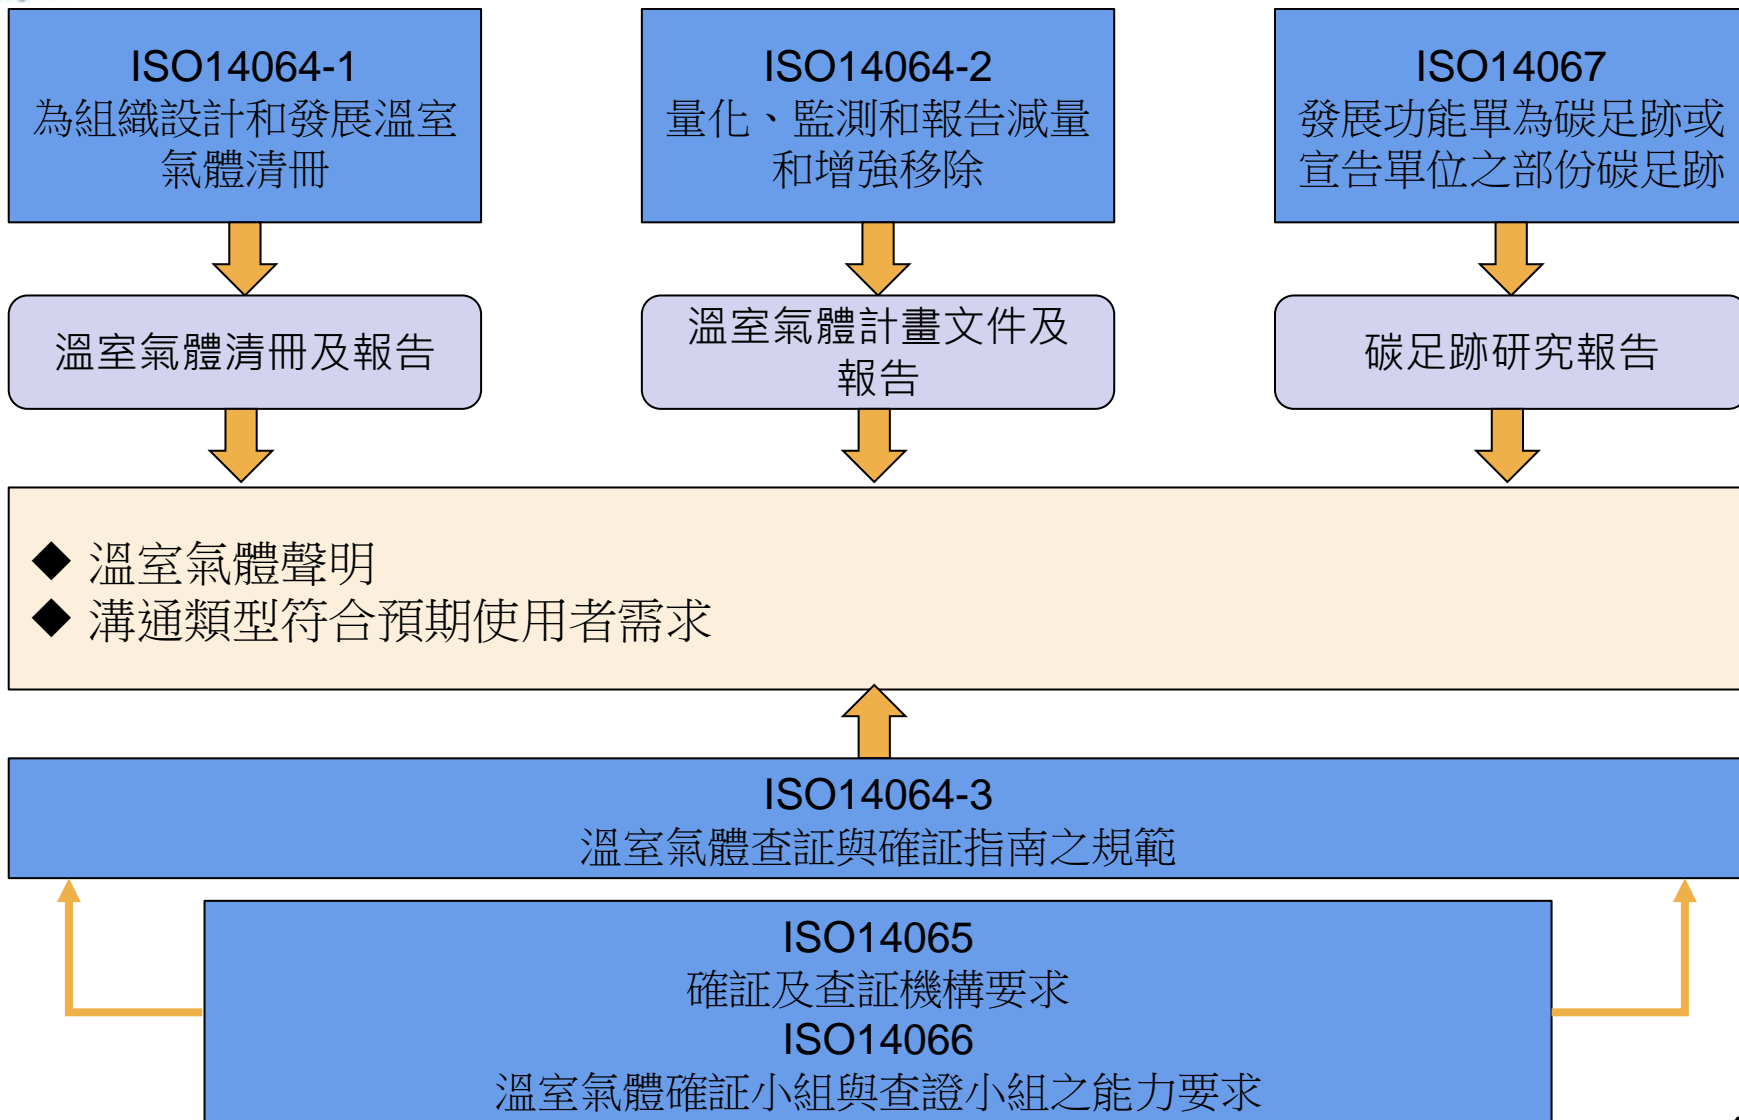 ISO14064-1
為組織設計和發展溫室
氣體清冊
ISO14064-2
量化、監測和報告減量
和增強移除
ISO14067
發展功能單為碳足跡或
宣告單位之部份碳足跡
溫室氣體清冊及報告
溫室氣體計畫文件及
報告
碳足跡研究報告
◆ 溫室氣體聲明
◆ 溝通類型符合預期使用者需求
ISO14064-3
溫室氣體查証與確証指南之規範
ISO14065
確証及查証機構要求
ISO14066
溫室氣體確証小組與查證小組之能力要求